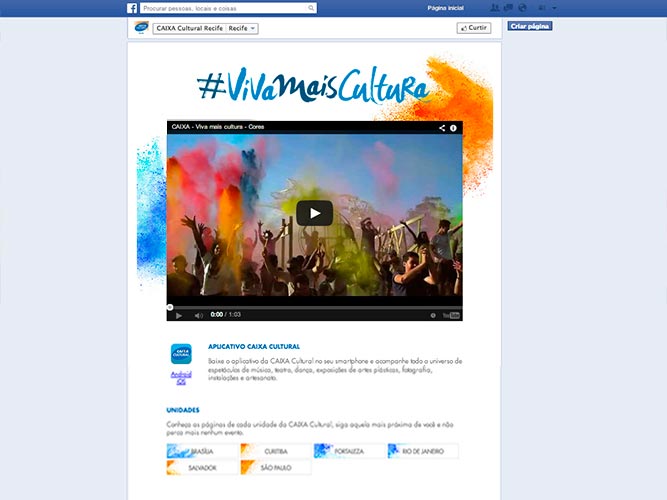 Procurar pessoas, locais e coisas
Página inicial
CAIXA Cultural Recife
Recife
Curtir
Criar página
#VivaMaisCultura
CAIXA - Viva mais cultura - Cores
0:00 / 1:03
YouTube
CAIXA
CULTURAL
APLICATIVO CAIXA CULTURAL
Baixe o aplicativo da CAIXA Cultural no seu smartphone e acompanhe todo o universo de
espetáculos de música, teatro, dança, exposições de artes plásticas, fotografia,
instalações e artesanato.
Android
iOS
UNIDADES
Conheça as páginas de cada unidade da CAIXA Cultural, siga aquela mais próxima de você e não
perca mais nenhum evento.
BRASÍLIA
CURITIBA
FORTALEZA
RIO DE JANEIRO
SALVADOR
SÃO PAULO